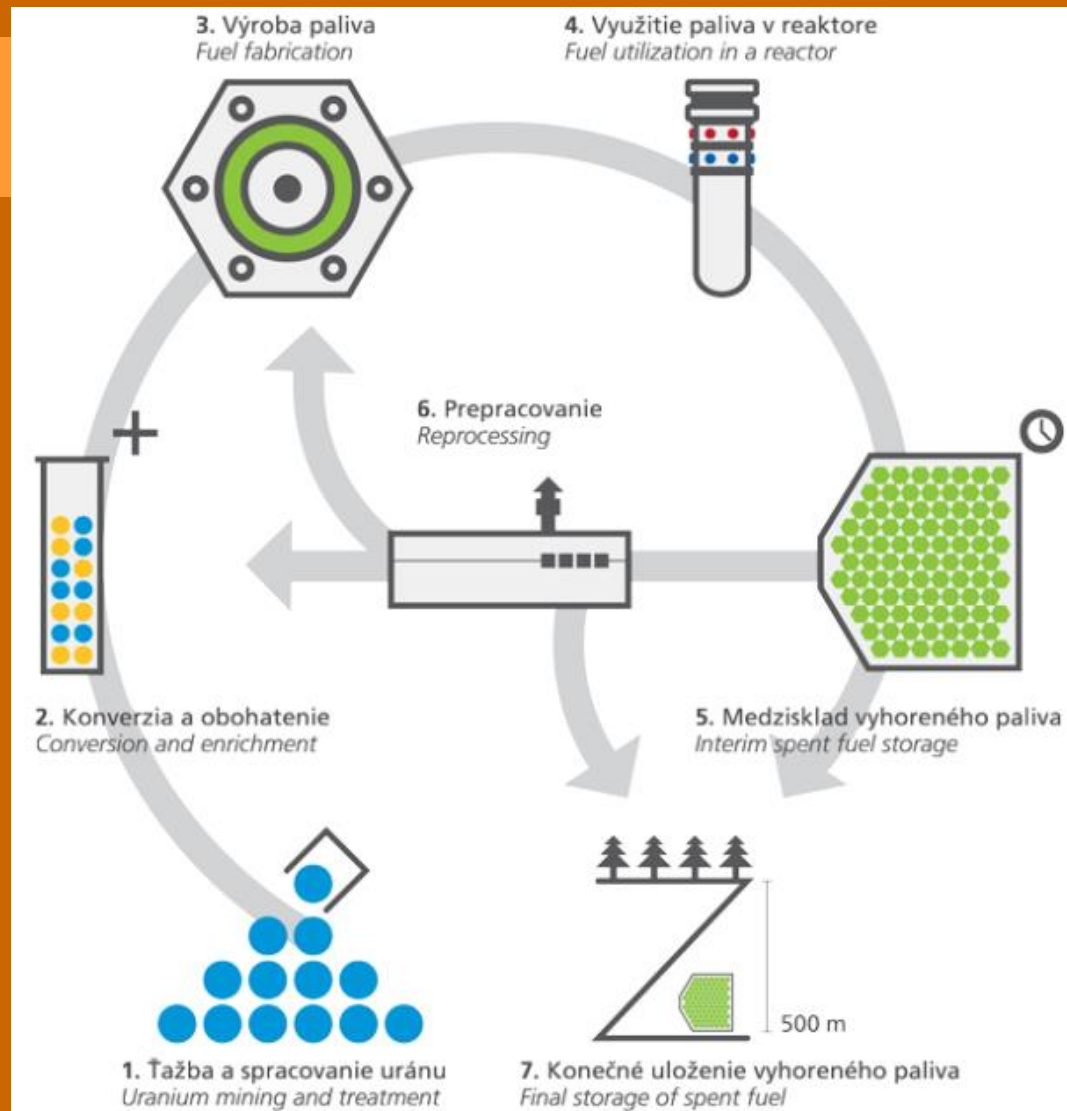 3. Výroba paliva
Fuel fabrication
4. Využitie paliva v reaktore
Fuel utilization in a reactor
6. Prepracovanie
Reprocessing
2. Konverzia a obohatenie
Conversion and enrichment
5. Medzisklad vyhoreného paliva
Interim spent fuel storage
500 m
1. Ťažba a spracovanie uránu
Uranium mining and treatment
7. Konečné uloženie vyhoreného paliva
Final storage of spent fuel